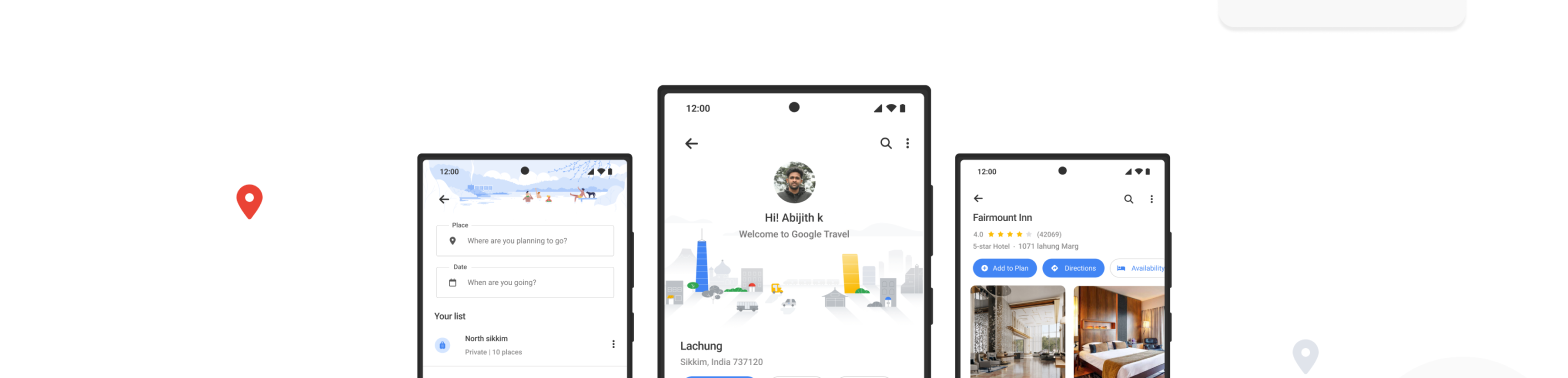 12:00
Place
Where are you planning to go?
Date
When are you going?
Your list
North sikkim
Private | 10 places
12:00
Hi! Abijith k
Welcome to Google Travel
Lachung
Sikkim, India 737120
12:00
Fairmount Inn
4.0 (42069)
5-star Hotel · 1071 lahung Marg
Add to Plan Directions Availability